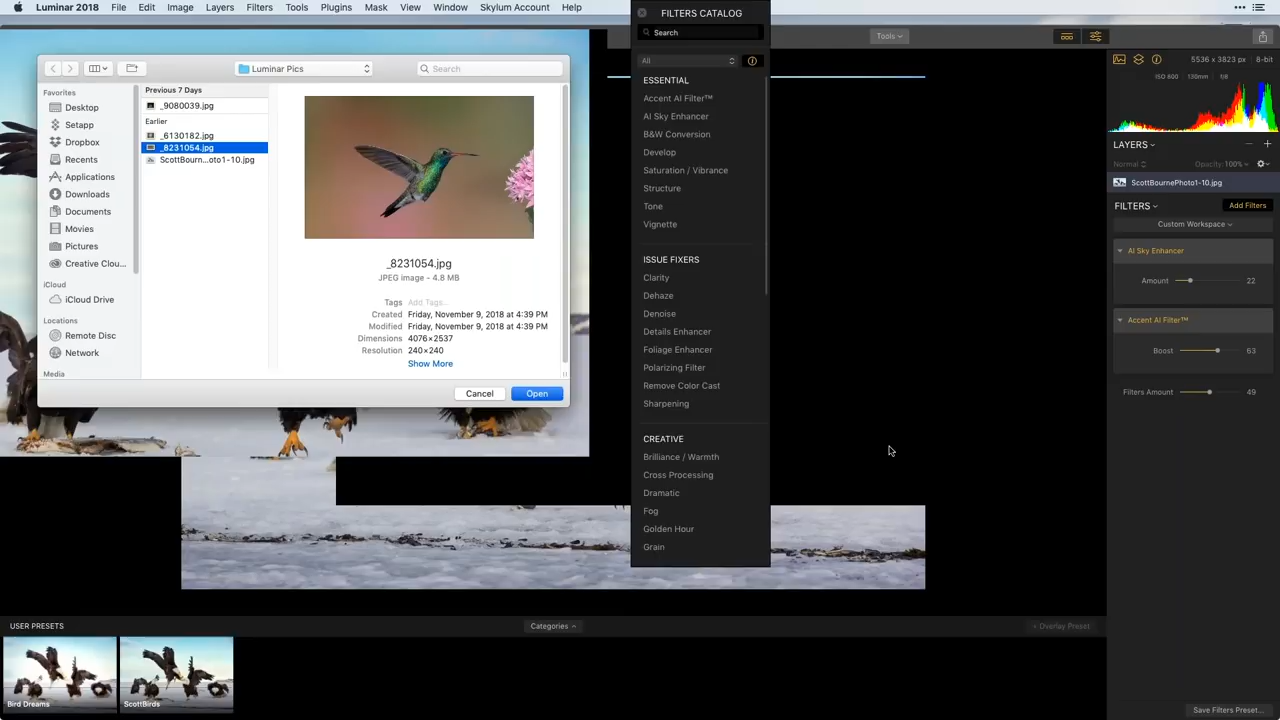 Luminar 2018 File Edit Image Layers Filters Tools Plugins Mask View Window Skylum Account Help
Luminar Pics
Search
Favorites
Desktop
Setapp
Dropbox
Recents
Applications
Downloads
Documents
Movies
Pictures
Creative Clou...
iCloud
iCloud Drive
Locations
Remote Disc
Network
Media
Previous 7 Days
_9080039.jpg
Earlier
_6130182.jpg
_8231054.jpg
ScottBourn...oto1-10.jpg
_8231054.jpg
JPEG image - 4.8 MB
Tags Add Tags...
Created Friday, November 9, 2018 at 4:39 PM
Modified Friday, November 9, 2018 at 4:39 PM
Dimensions 4076×2537
Resolution 240×240
Show More
Cancel
Open
FILTERS CATALOG
Search
All
ESSENTIAL
Accent AI Filter™
AI Sky Enhancer
B&W Conversion
Develop
Saturation / Vibrance
Structure
Tone
Vignette
ISSUE FIXERS
Clarity
Dehaze
Denoise
Details Enhancer
Foliage Enhancer
Polarizing Filter
Remove Color Cast
Sharpening
CREATIVE
Brilliance / Warmth
Cross Processing
Dramatic
Fog
Golden Hour
Grain
Tools
5536 x 3823 px 8-bit
ISO 800 130mm f/8
LAYERS
Normal Opacity: 100%
ScottBournePhoto1-10.jpg
FILTERS Add Filters
Custom Workspace
AI Sky Enhancer
Amount 22
Accent AI Filter™
Boost 63
Filters Amount 49
USER PRESETS
Categories
+ Overlay Preset
Bird Dreams
ScottBirds
Save Filters Preset...